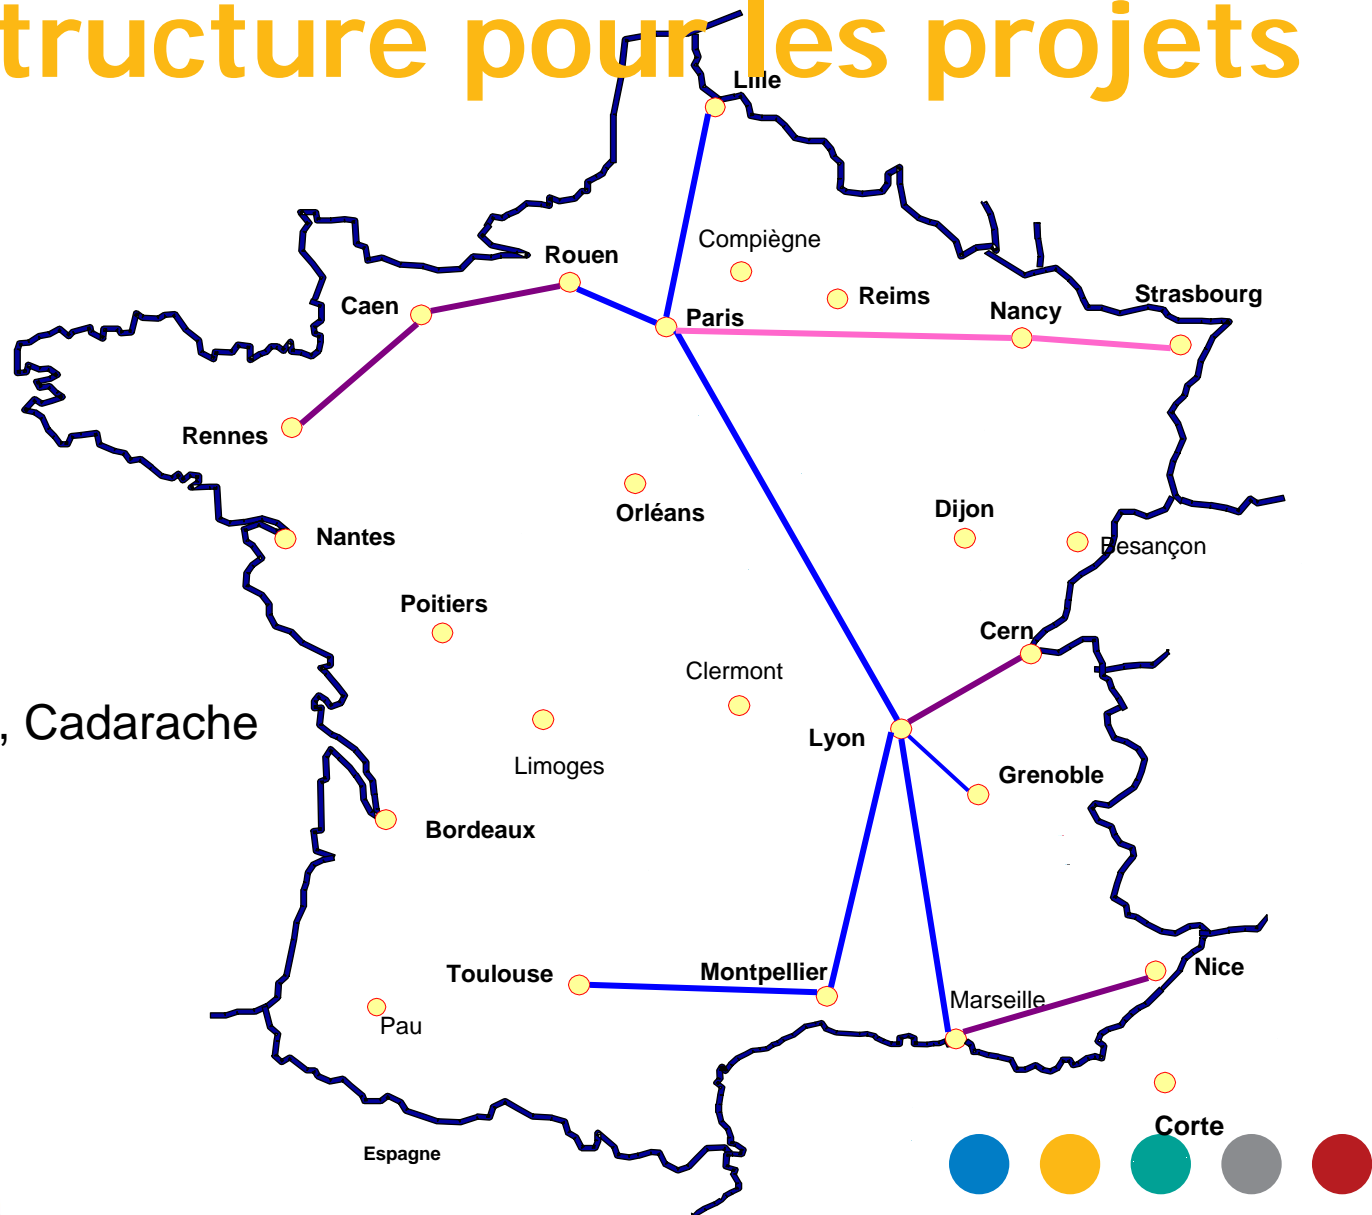 tructure pour les projets
Lille
Compiègne
Rouen
Reims
Strasbourg
Caen
Nancy
Paris
Rennes
Orléans
Dijon
Nantes
Besançon
Poitiers
Cern
Clermont
, Cadarache
Lyon
Limoges
Grenoble
Bordeaux
Toulouse
Montpellier
Nice
Marseille
Pau
Corte
Espagne